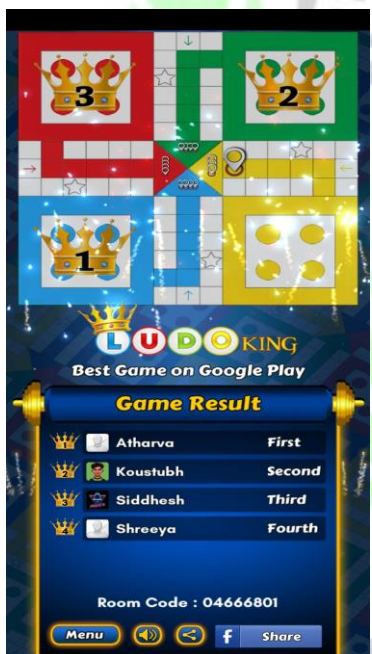 3
2
1
LUDO KING
Best Game on Google Play
Game Result
1 Atharva First
2 Koustubh Second
3 Siddhesh Third
4 Shreeya Fourth
Room Code : 04666801
Menu f Share